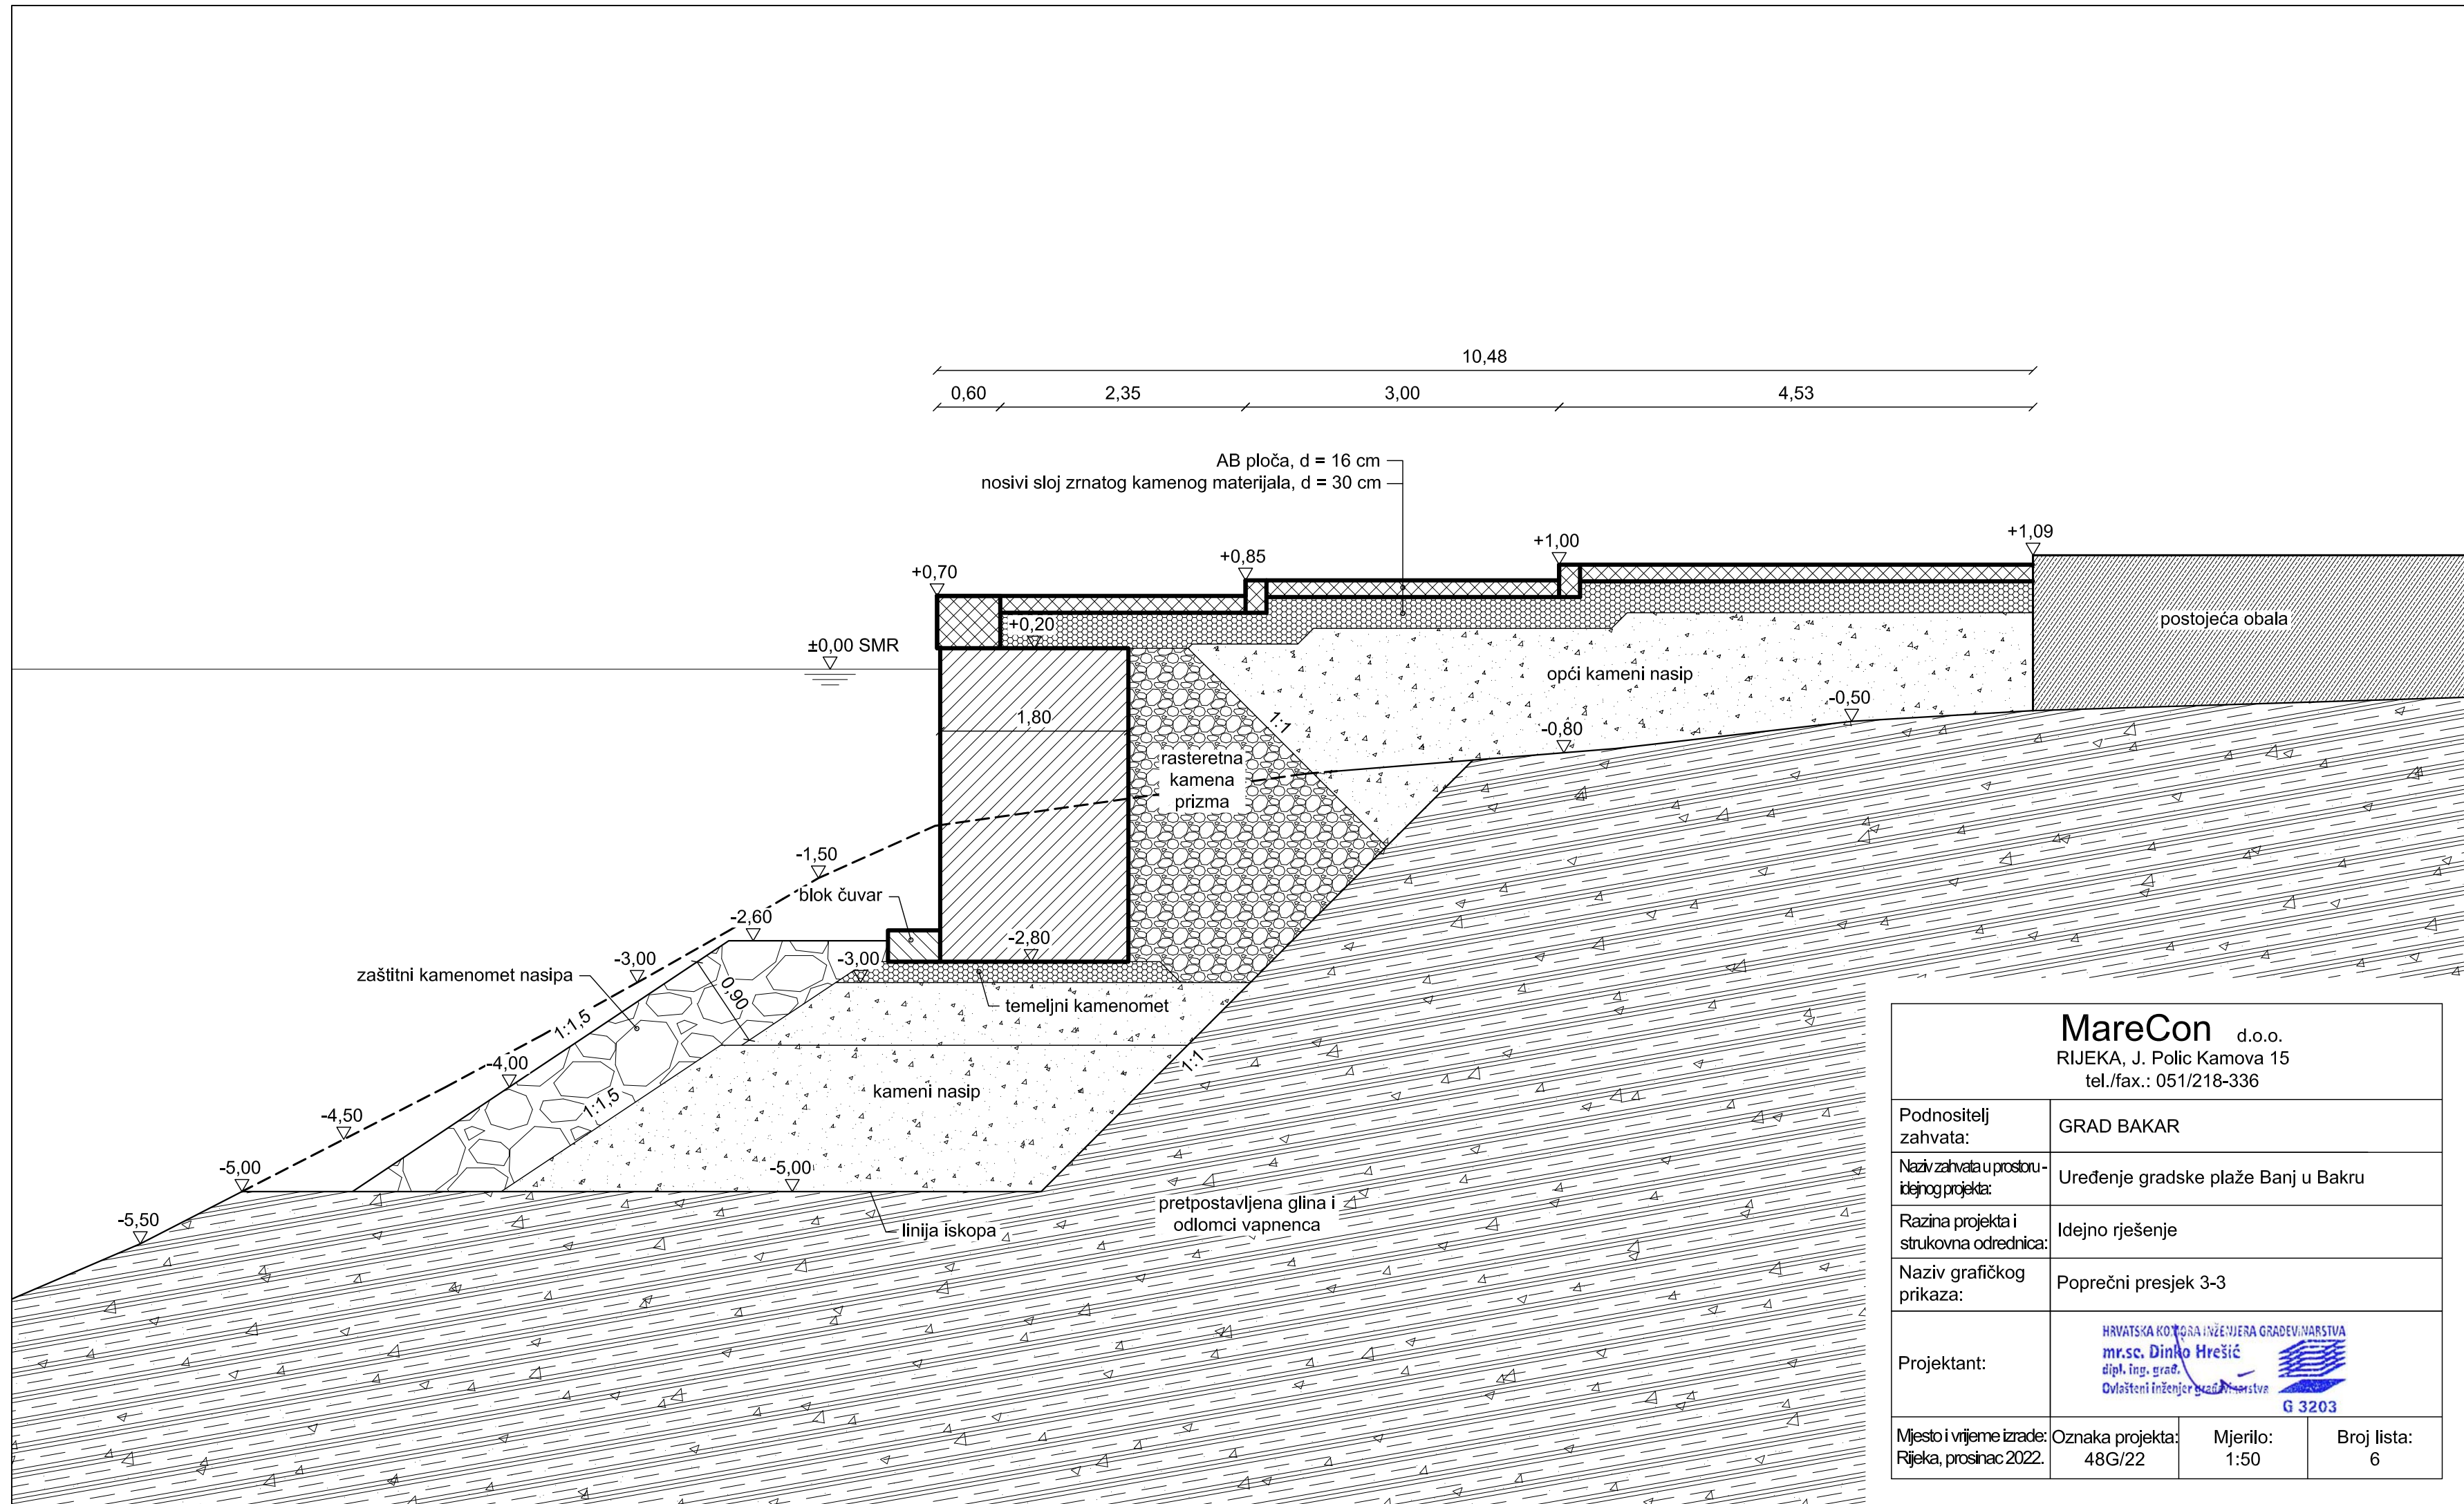 10,48
0,60
2,35
3,00
4,53
AB ploča, d = 16 cm
nosivi sloj zrnatog kamenog materijala, d = 30 cm
+0,70
+0,85
+1,00
+1,09
postojeća obala
±0,00 SMR
+0,20
opći kameni nasip
1:1
-0,50
-0,80
1,80
rasteretna
kamena
prizma
-1,50
blok čuvar
-2,60
-2,80
-3,00
-3,00
zaštitni kamenomet nasipa
0,90
temeljni kamenomet
1:1,5
-4,00
1:1
kameni nasip
1:1,5
-4,50
-5,00
-5,00
-5,50
linija iskopa
pretpostavljena glina i
odlomci vapnenca
MareCon d.o.o.
RIJEKA, J. Polic Kamova 15
tel./fax.: 051/218-336
Podnositelj
zahvata:
GRAD BAKAR
Naziv zahvata u prostoru -
idejnog projekta:
Uređenje gradske plaže Banj u Bakru
Razina projekta i
strukovna odrednica:
Idejno rješenje
Naziv grafičkog
prikaza:
Poprečni presjek 3-3
Projektant:
HRVATSKA KOMORA INŽENJERA GRAĐEVINARSTVA
mr.sc. Dinko Hrešić
dipl. ing. građ.
Ovlašteni inženjer građevinarstva
G 3203
Mjesto i vrijeme izrade:
Rijeka, prosinac 2022.
Oznaka projekta:
48G/22
Mjerilo:
1:50
Broj lista:
6